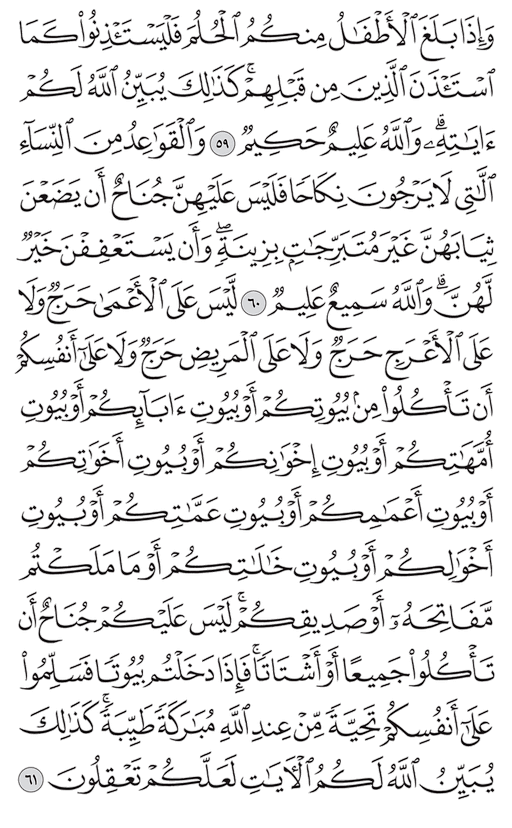 وَإِذَا بَلَغَ ٱلْأَطْفَـٰلُ مِنكُمُ ٱلْحُلُمَ فَلْيَسْتَـْٔذِنُوا۟ كَمَا
ٱسْتَـْٔذَنَ ٱلَّذِينَ مِن قَبْلِهِمْ ۚ كَذَٰلِكَ يُبَيِّنُ ٱللَّهُ لَكُمْ
ءَايَـٰتِهِۦ ۗ وَٱللَّهُ عَلِيمٌ حَكِيمٌ ٥٩ وَٱلْقَوَٰعِدُ مِنَ ٱلنِّسَآءِ
ٱلَّـٰتِى لَا يَرْجُونَ نِكَاحًا فَلَيْسَ عَلَيْهِنَّ جُنَاحٌ أَن يَضَعْنَ
ثِيَابَهُنَّ غَيْرَ مُتَبَرِّجَـٰتٍۭ بِزِينَةٍ ۖ وَأَن يَسْتَعْفِفْنَ خَيْرٌ
لَّهُنَّ ۗ وَٱللَّهُ سَمِيعٌ عَلِيمٌ ٦٠ لَّيْسَ عَلَى ٱلْأَعْمَىٰ حَرَجٌ وَلَا
عَلَى ٱلْأَعْرَجِ حَرَجٌ وَلَا عَلَى ٱلْمَرِيضِ حَرَجٌ وَلَا عَلَىٰٓ أَنفُسِكُمْ
أَن تَأْكُلُوا۟ مِنۢ بُيُوتِكُمْ أَوْ بُيُوتِ ءَابَآئِكُمْ أَوْ بُيُوتِ
أُمَّهَـٰتِكُمْ أَوْ بُيُوتِ إِخْوَٰنِكُمْ أَوْ بُيُوتِ أَخَوَٰتِكُمْ
أَوْ بُيُوتِ أَعْمَـٰمِكُمْ أَوْ بُيُوتِ عَمَّـٰتِكُمْ أَوْ بُيُوتِ
أَخْوَٰلِكُمْ أَوْ بُيُوتِ خَـٰلَـٰتِكُمْ أَوْ مَا مَلَكْتُم
مَّفَاتِحَهُۥٓ أَوْ صَدِيقِكُمْ ۚ لَيْسَ عَلَيْكُمْ جُنَاحٌ أَن
تَأْكُلُوا۟ جَمِيعًا أَوْ أَشْتَاتًا ۚ فَإِذَا دَخَلْتُم بُيُوتًا فَسَلِّمُوا۟
عَلَىٰٓ أَنفُسِكُمْ تَحِيَّةً مِّنْ عِندِ ٱللَّهِ مُبَـٰرَكَةً طَيِّبَةً ۚ كَذَٰلِكَ
يُبَيِّنُ ٱللَّهُ لَكُمُ ٱلْـَٔايَـٰتِ لَعَلَّكُمْ تَعْقِلُونَ ٦١